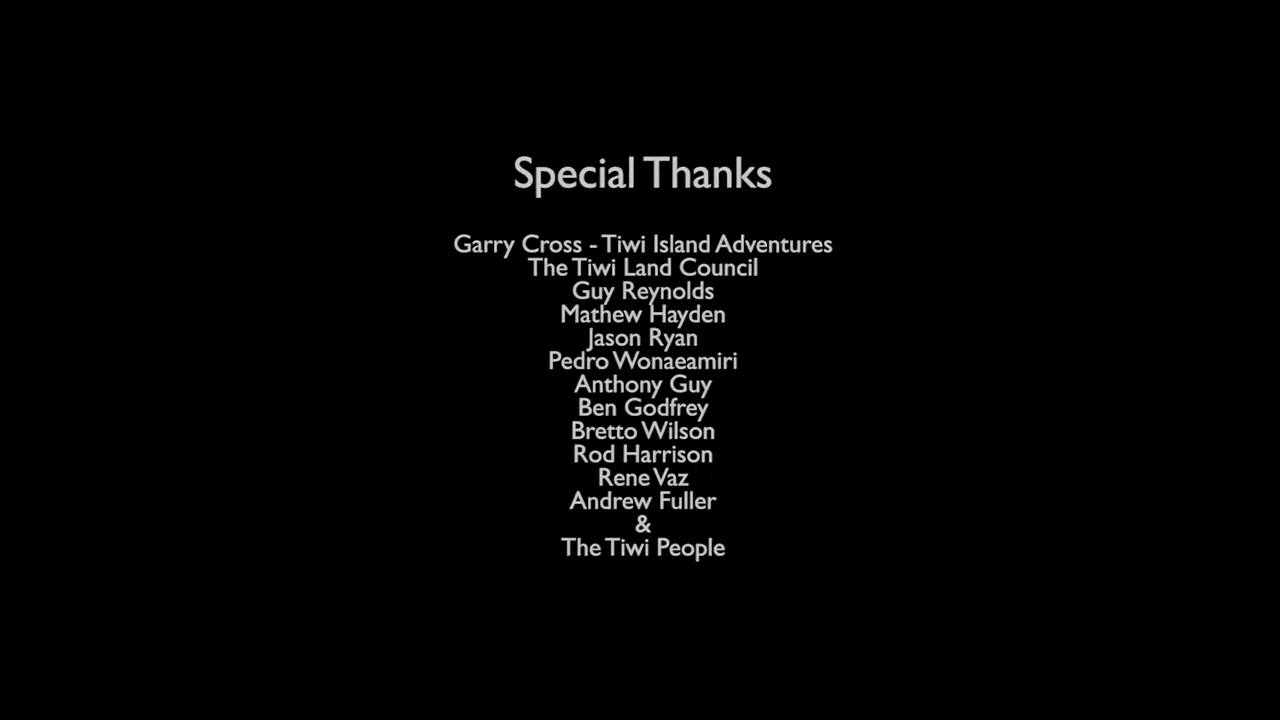 Special Thanks
Garry Cross - Tiwi Island Adventures
The Tiwi Land Council
Guy Reynolds
Mathew Hayden
Jason Ryan
Pedro Wonaeamiri
Anthony Guy
Ben Godfrey
Bretto Wilson
Rod Harrison
Rene Vaz
Andrew Fuller
&
The Tiwi People